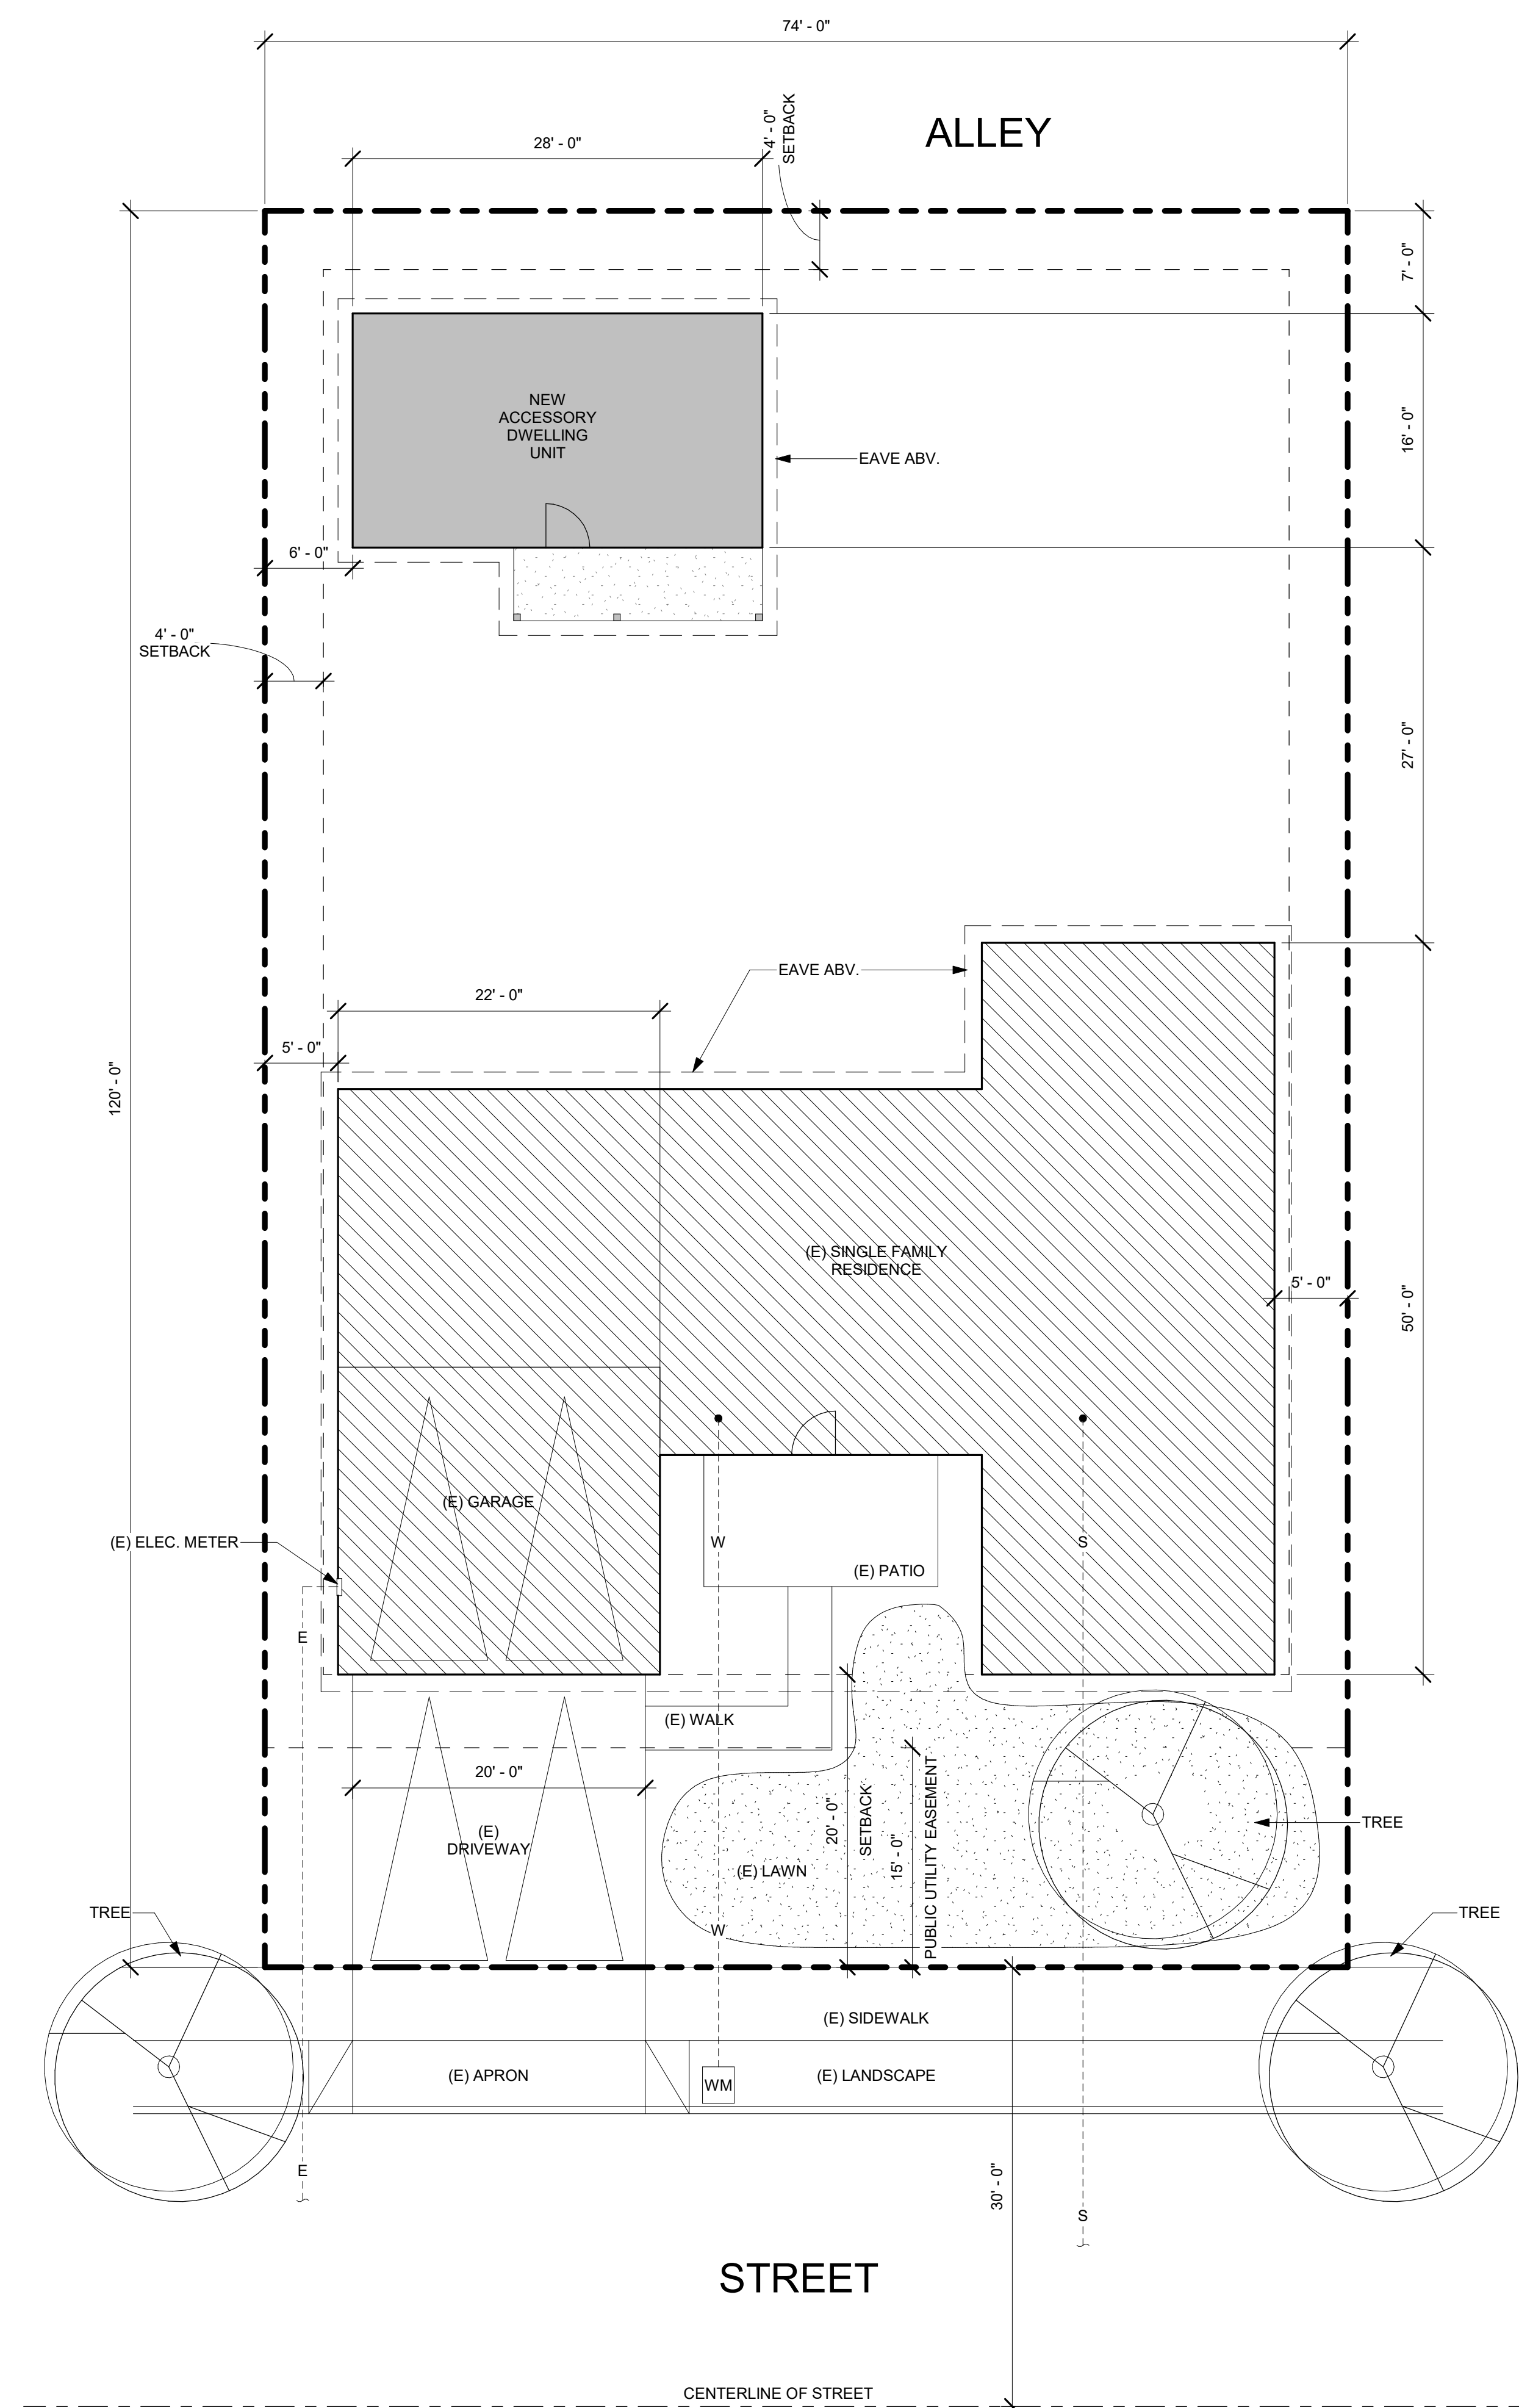 74' - 0"
ALLEY
4' - 0"
SETBACK
28' - 0"
7' - 0"
NEW
ACCESSORY
DWELLING
UNIT
16' - 0"
EAVE ABV.
6' - 0"
4' - 0"
SETBACK
27' - 0"
EAVE ABV.
22' - 0"
5' - 0"
120' - 0"
(E) SINGLE FAMILY
RESIDENCE
5' - 0"
50' - 0"
(E) GARAGE
(E) ELEC. METER
W
S
(E) PATIO
E
(E) WALK
20' - 0"
(E)
DRIVEWAY
20' - 0"
SETBACK
15' - 0"
PUBLIC UTILITY EASEMENT
TREE
(E) LAWN
W
TREE
TREE
(E) SIDEWALK
(E) APRON
WM
(E) LANDSCAPE
E
30' - 0"
S
STREET
CENTERLINE OF STREET